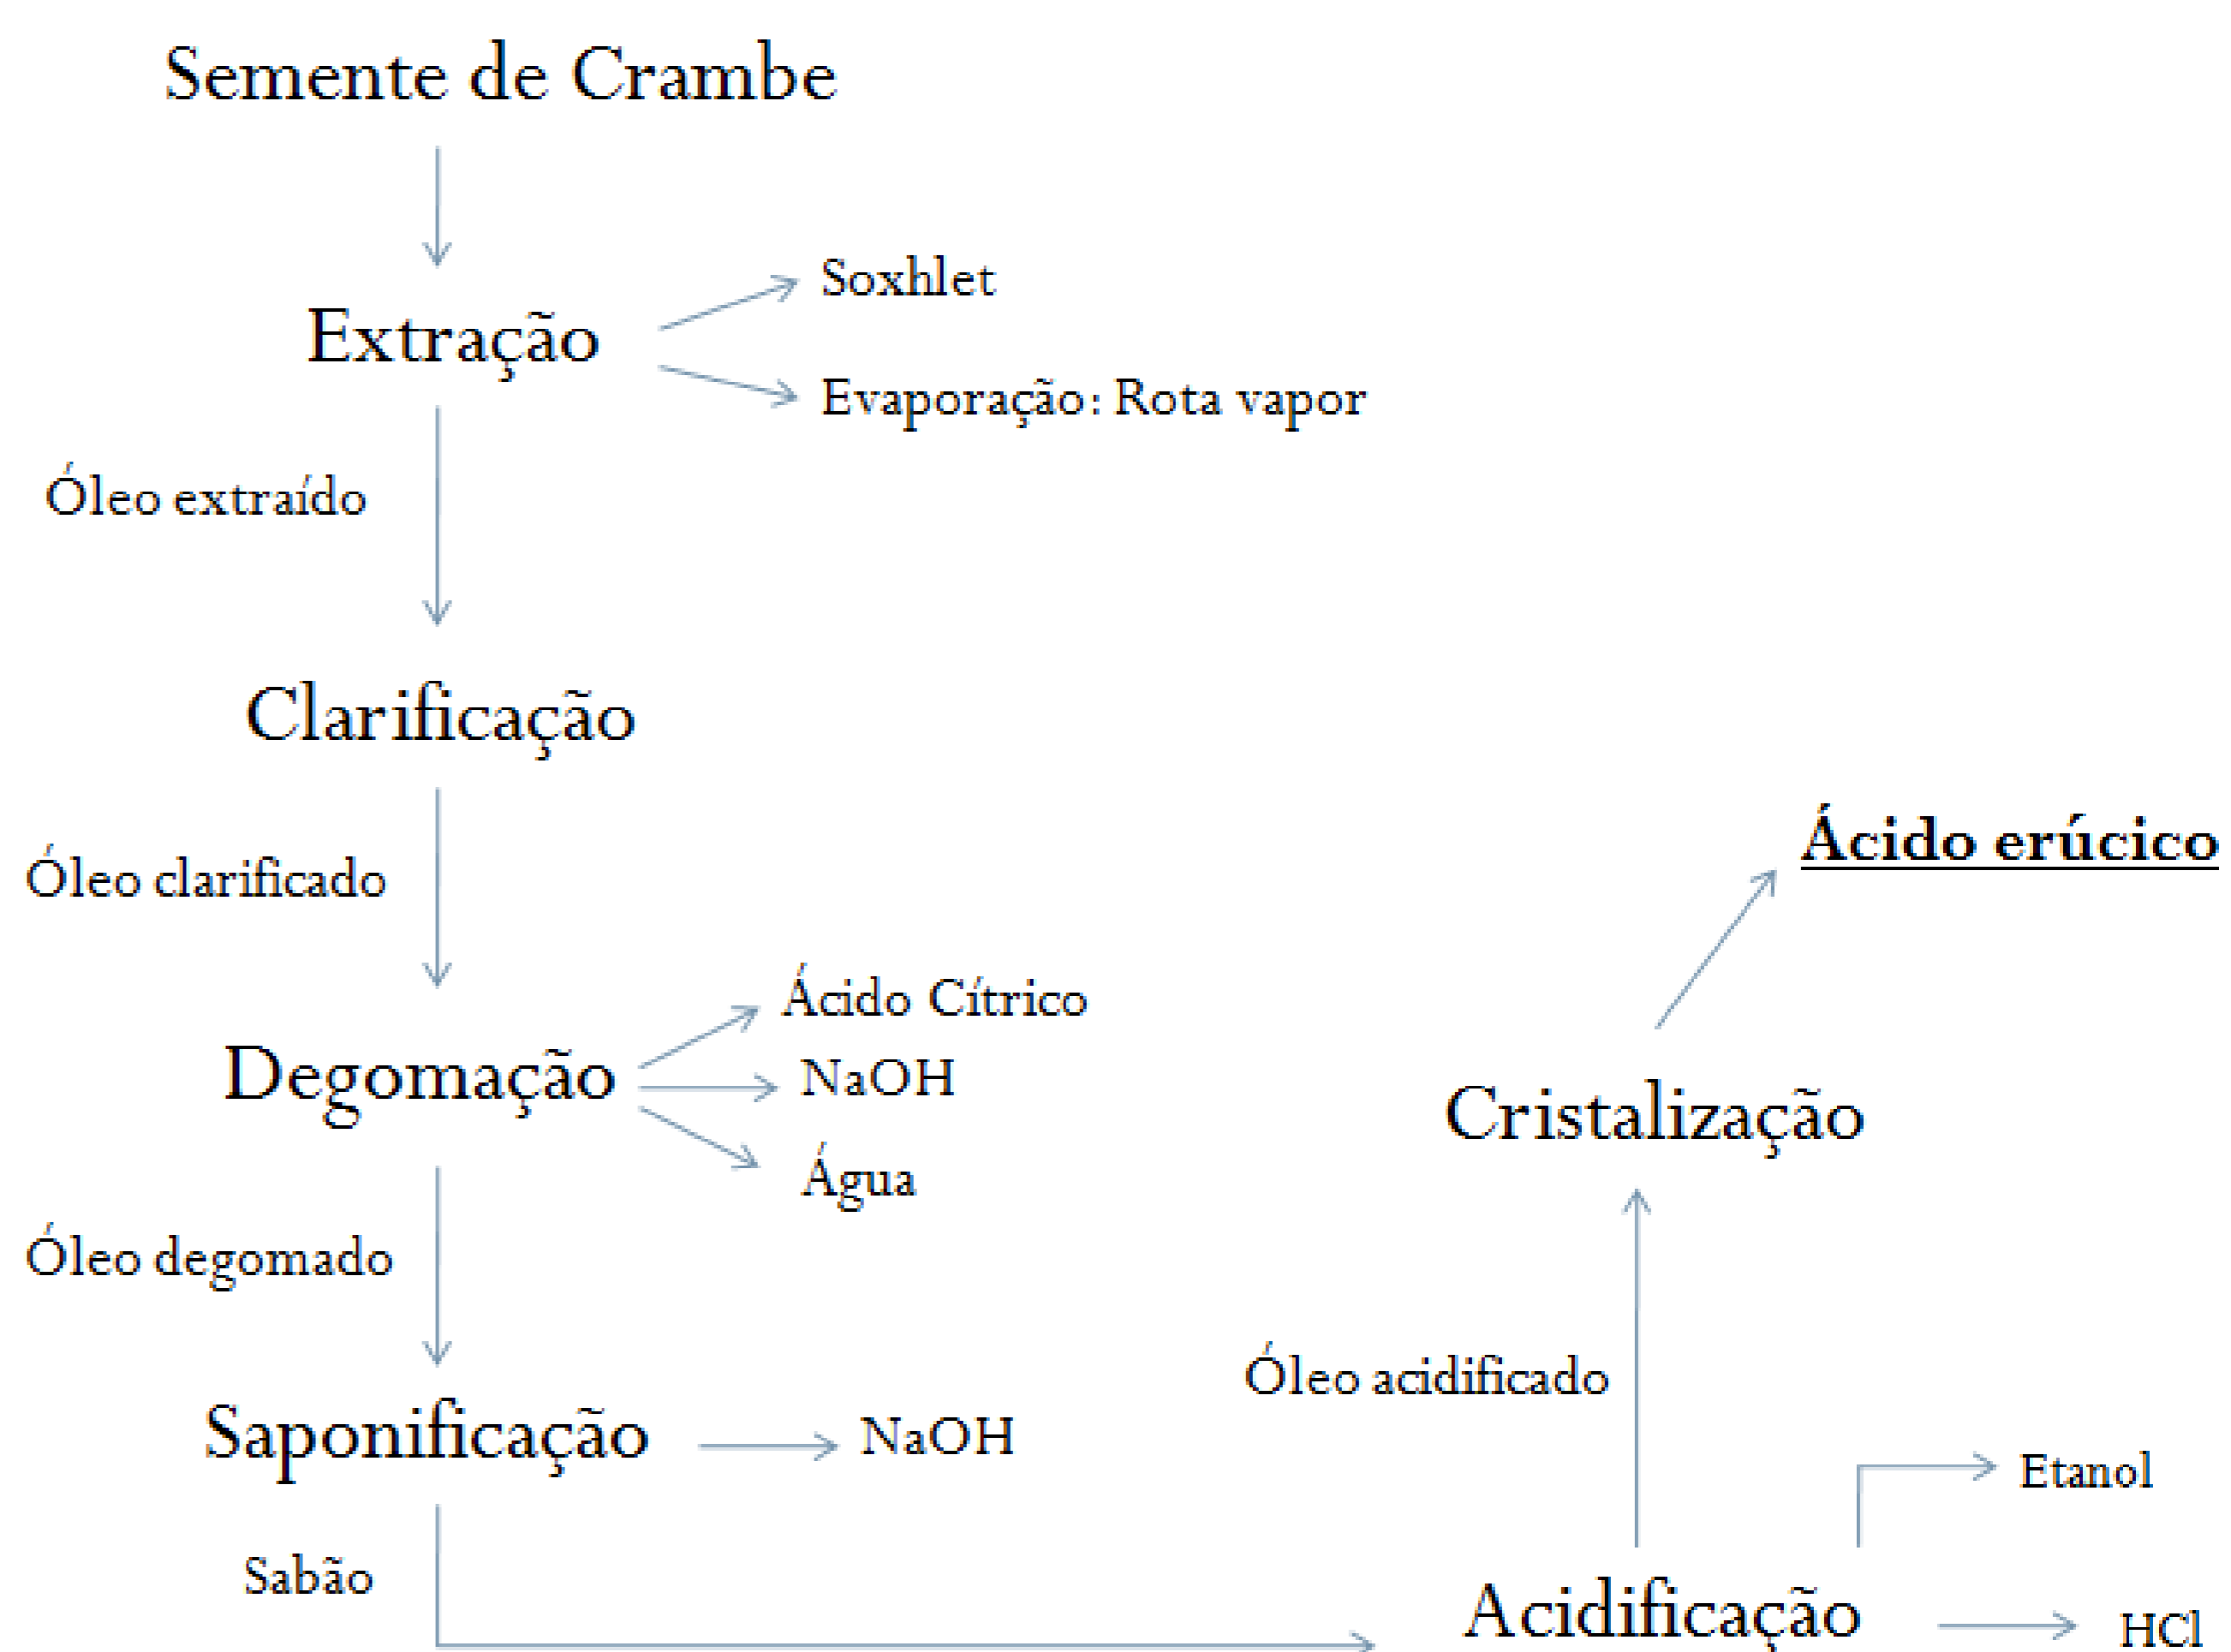 Semente de Crambe
Extração
Soxhlet
Evaporação: Rota vapor
Óleo extraído
Clarificação
Óleo clarificado
Degomação
Ácido Cítrico
NaOH
Água
Óleo degomado
Saponificação
NaOH
Sabão
Acidificação
Etanol
HCl
Óleo acidificado
Cristalização
Ácido erúcico